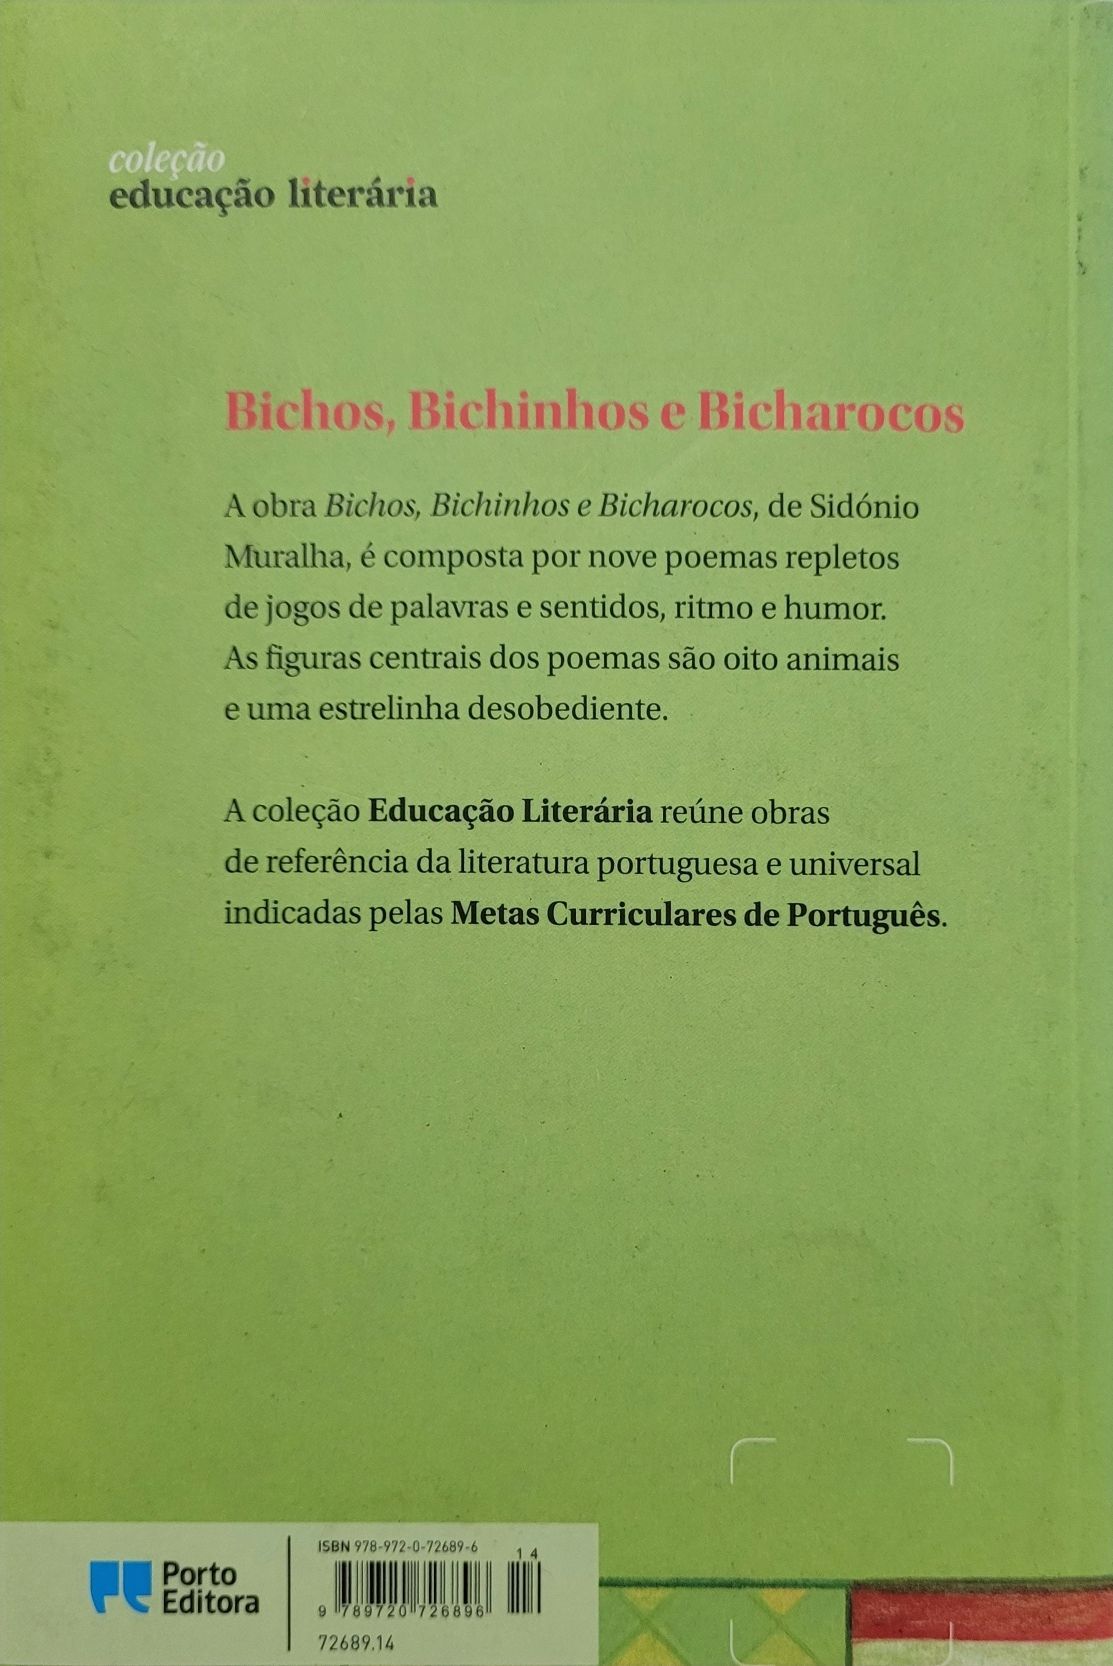 coleção
educação literária
Bichos, Bichinhos e Bicharocos
A obra Bichos, Bichinhos e Bicharocos, de Sidónio
Muralha, é composta por nove poemas repletos
de jogos de palavras e sentidos, ritmo e humor.
As figuras centrais dos poemas são oito animais
e uma estrelinha desobediente.
A coleção Educação Literária reúne obras
de referência da literatura portuguesa e universal
indicadas pelas Metas Curriculares de Português.
Porto
Editora
ISBN 978-972-0-72689-6
14
9 789720 726896
72689.14